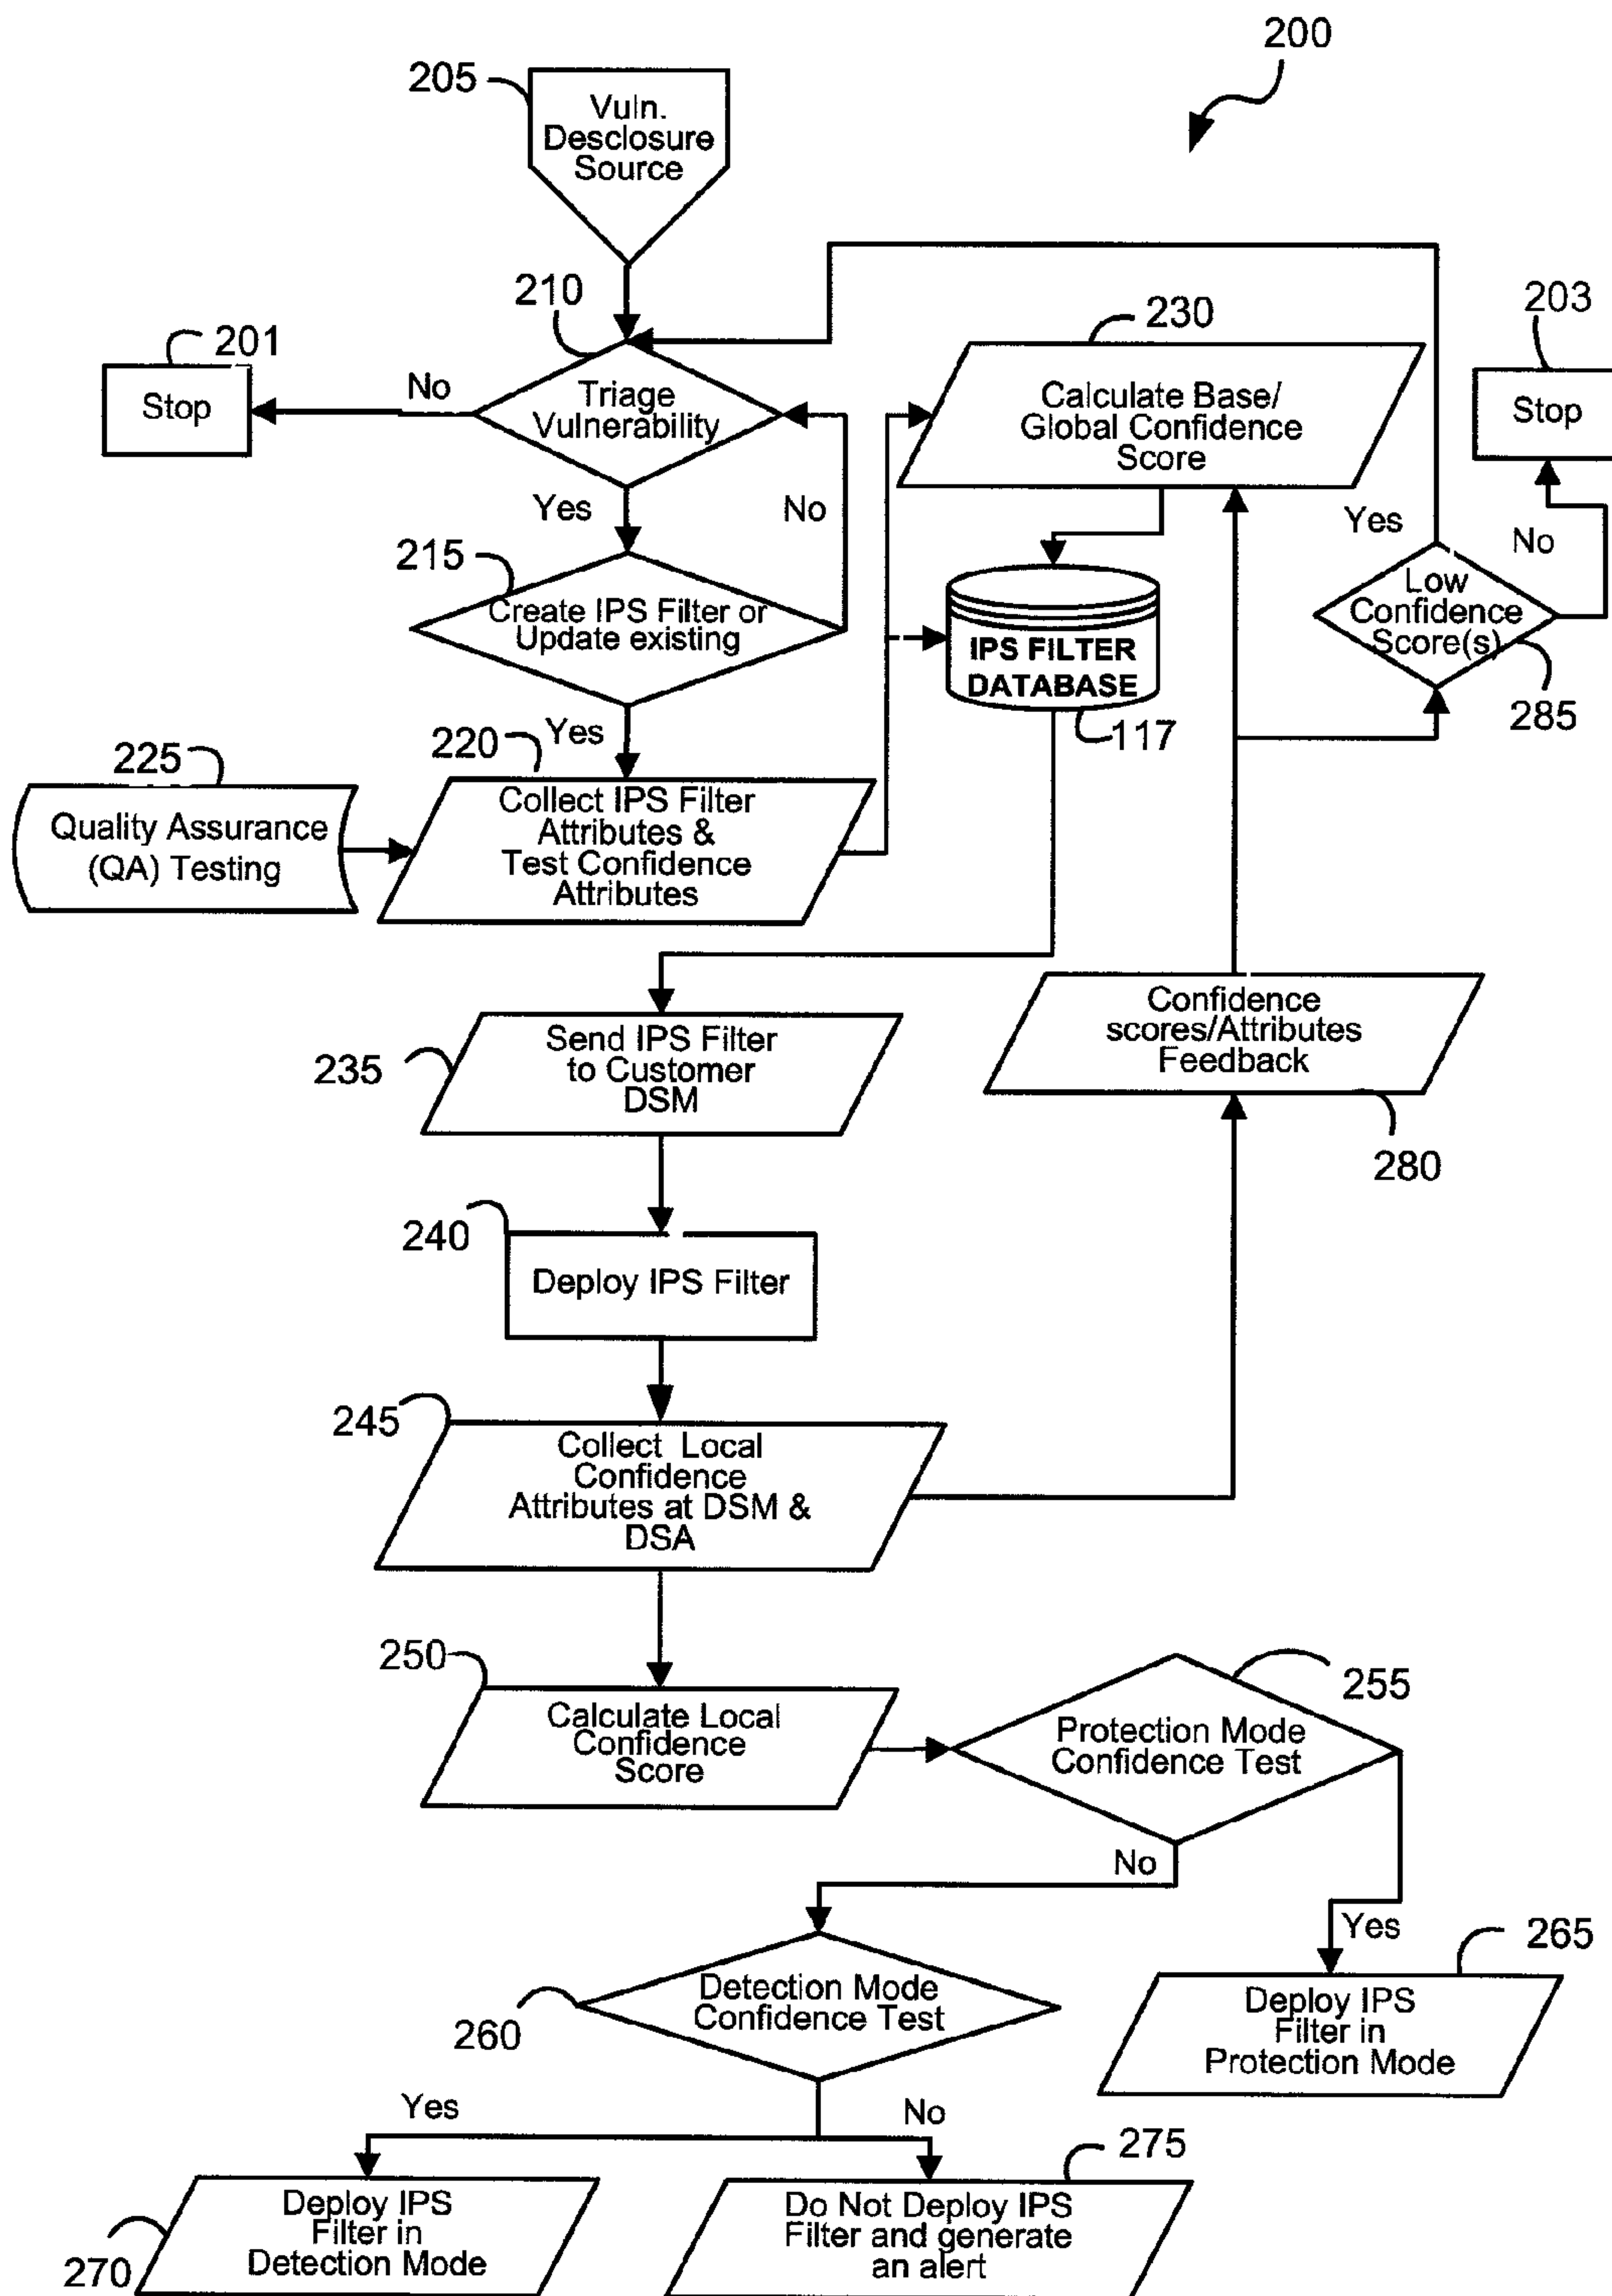 200
205
Vuln.
Desclosure
Source
210
230
203
201
Stop
No
Triage
Vulnerability
Calculate Base/
Global Confidence
Score
Stop
Yes
No
Yes
No
215
Create IPS Filter or
Update existing
IPS FILTER
DATABASE
117
Low
Confidence
Score(s)
285
Yes
220
225
Quality Assurance
(QA) Testing
Collect IPS Filter
Attributes &
Test Confidence
Attributes
235
Send IPS Filter
to Customer
DSM
Confidence
scores/Attributes
Feedback
280
240
Deploy IPS Filter
245
Collect Local
Confidence
Attributes at DSM &
DSA
250
Calculate Local
Confidence
Score
255
Protection Mode
Confidence Test
No
Yes
265
260
Detection Mode
Confidence Test
Deploy IPS
Filter in
Protection Mode
Yes
No
275
270
Deploy IPS
Filter in
Detection Mode
Do Not Deploy IPS
Filter and generate
an alert